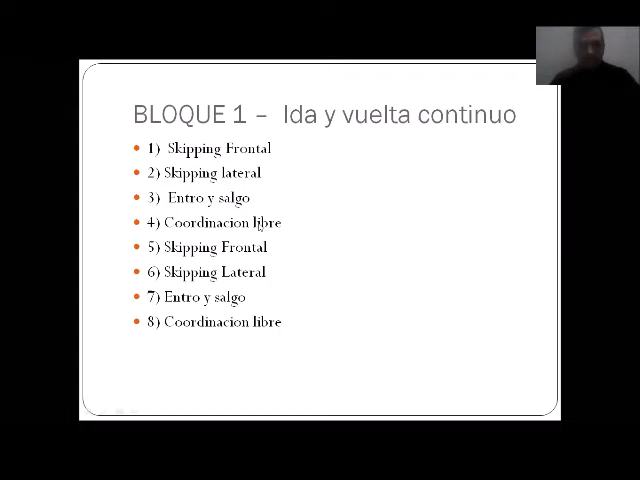 BLOQUE 1 – Ida y vuelta continuo
1) Skipping Frontal
2) Skipping lateral
3) Entro y salgo
4) Coordinacion libre
5) Skipping Frontal
6) Skipping Lateral
7) Entro y salgo
8) Coordinacion libre